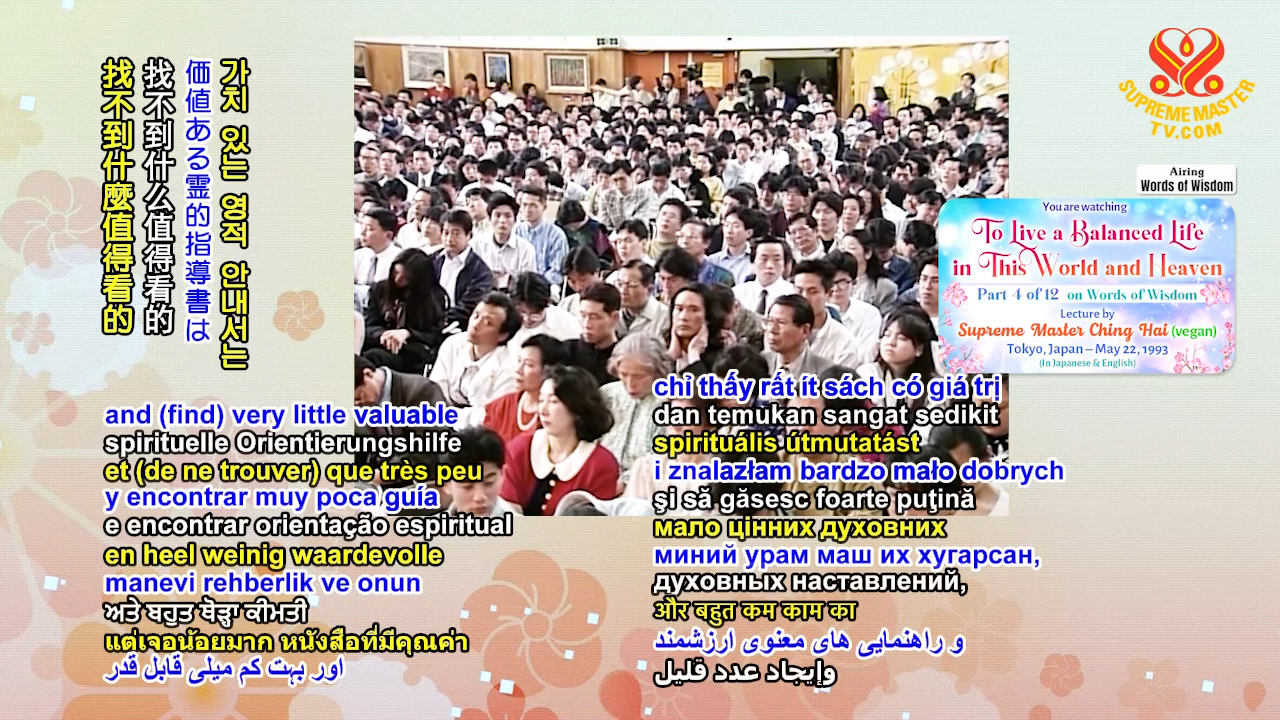 가치 있는 영적 안내서는
価値ある霊的指導書は
找不到什么值得看的
找不到什麼值得看的
SUPREME MASTER
TV.COM
Airing
Words of Wisdom
You are watching
To Live a Balanced Life
in This World and Heaven
Part 4 of 12 on Words of Wisdom
Lecture by
Supreme Master Ching Hai (vegan)
Tokyo, Japan – May 22, 1993
(In Japanese & English)
and (find) very little valuable
spirituelle Orientierungshilfe
et (de ne trouver) que très peu
y encontrar muy poca guía
e encontrar orientação espiritual
en heel weinig waardevolle
manevi rehberlik ve onun
ਅਤੇ ਬਹੁਤ ਥੋੜ੍ਹਾ ਕੀਮਤੀ
แต่เจอน้อยมาก หนังสือที่มีคุณค่า
اور بہت کم میلی قابل قدر
chỉ thấy rất ít sách có giá trị
dan temukan sangat sedikit
spirituális útmutatást
i znalazłam bardzo mało dobrych
şi să găsesc foarte puţină
мало цінних духовних
миний урам маш их хугарсан,
духовных наставлений,
और बहुत कम काम का
و راهنمایی های معنوی ارزشمند
وإيجاد عدد قليل